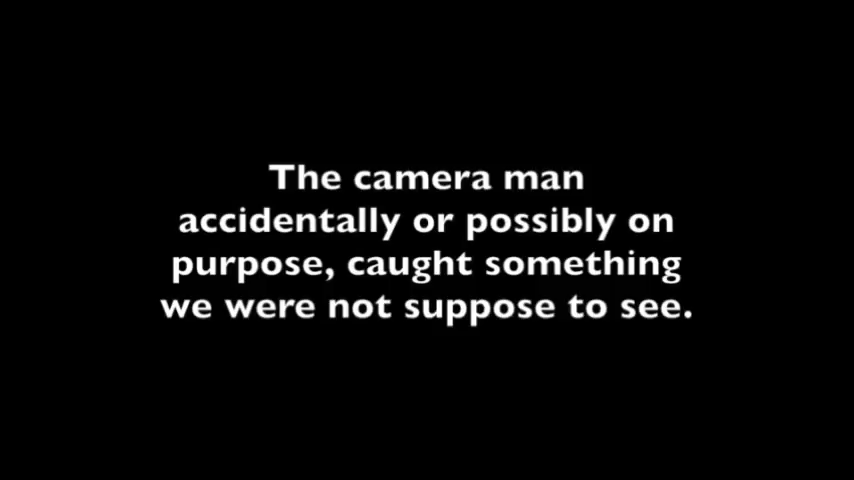 The camera man
accidentally or possibly on
purpose, caught something
we were not suppose to see.